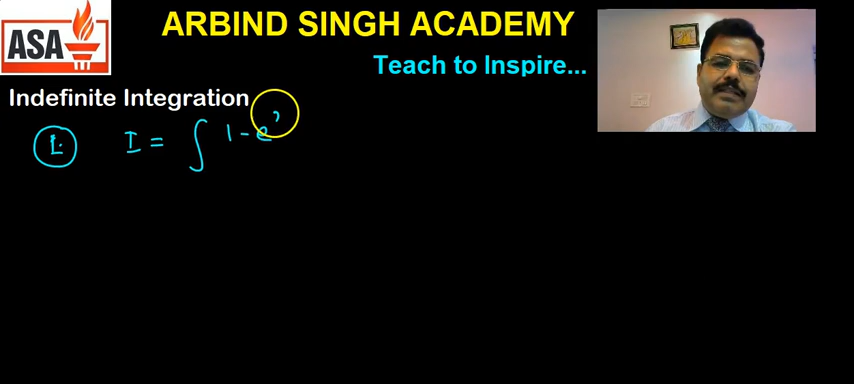 ASA
ARBIND SINGH ACADEMY
Teach to Inspire...
Indefinite Integration
1. I = ∫ 1 - e